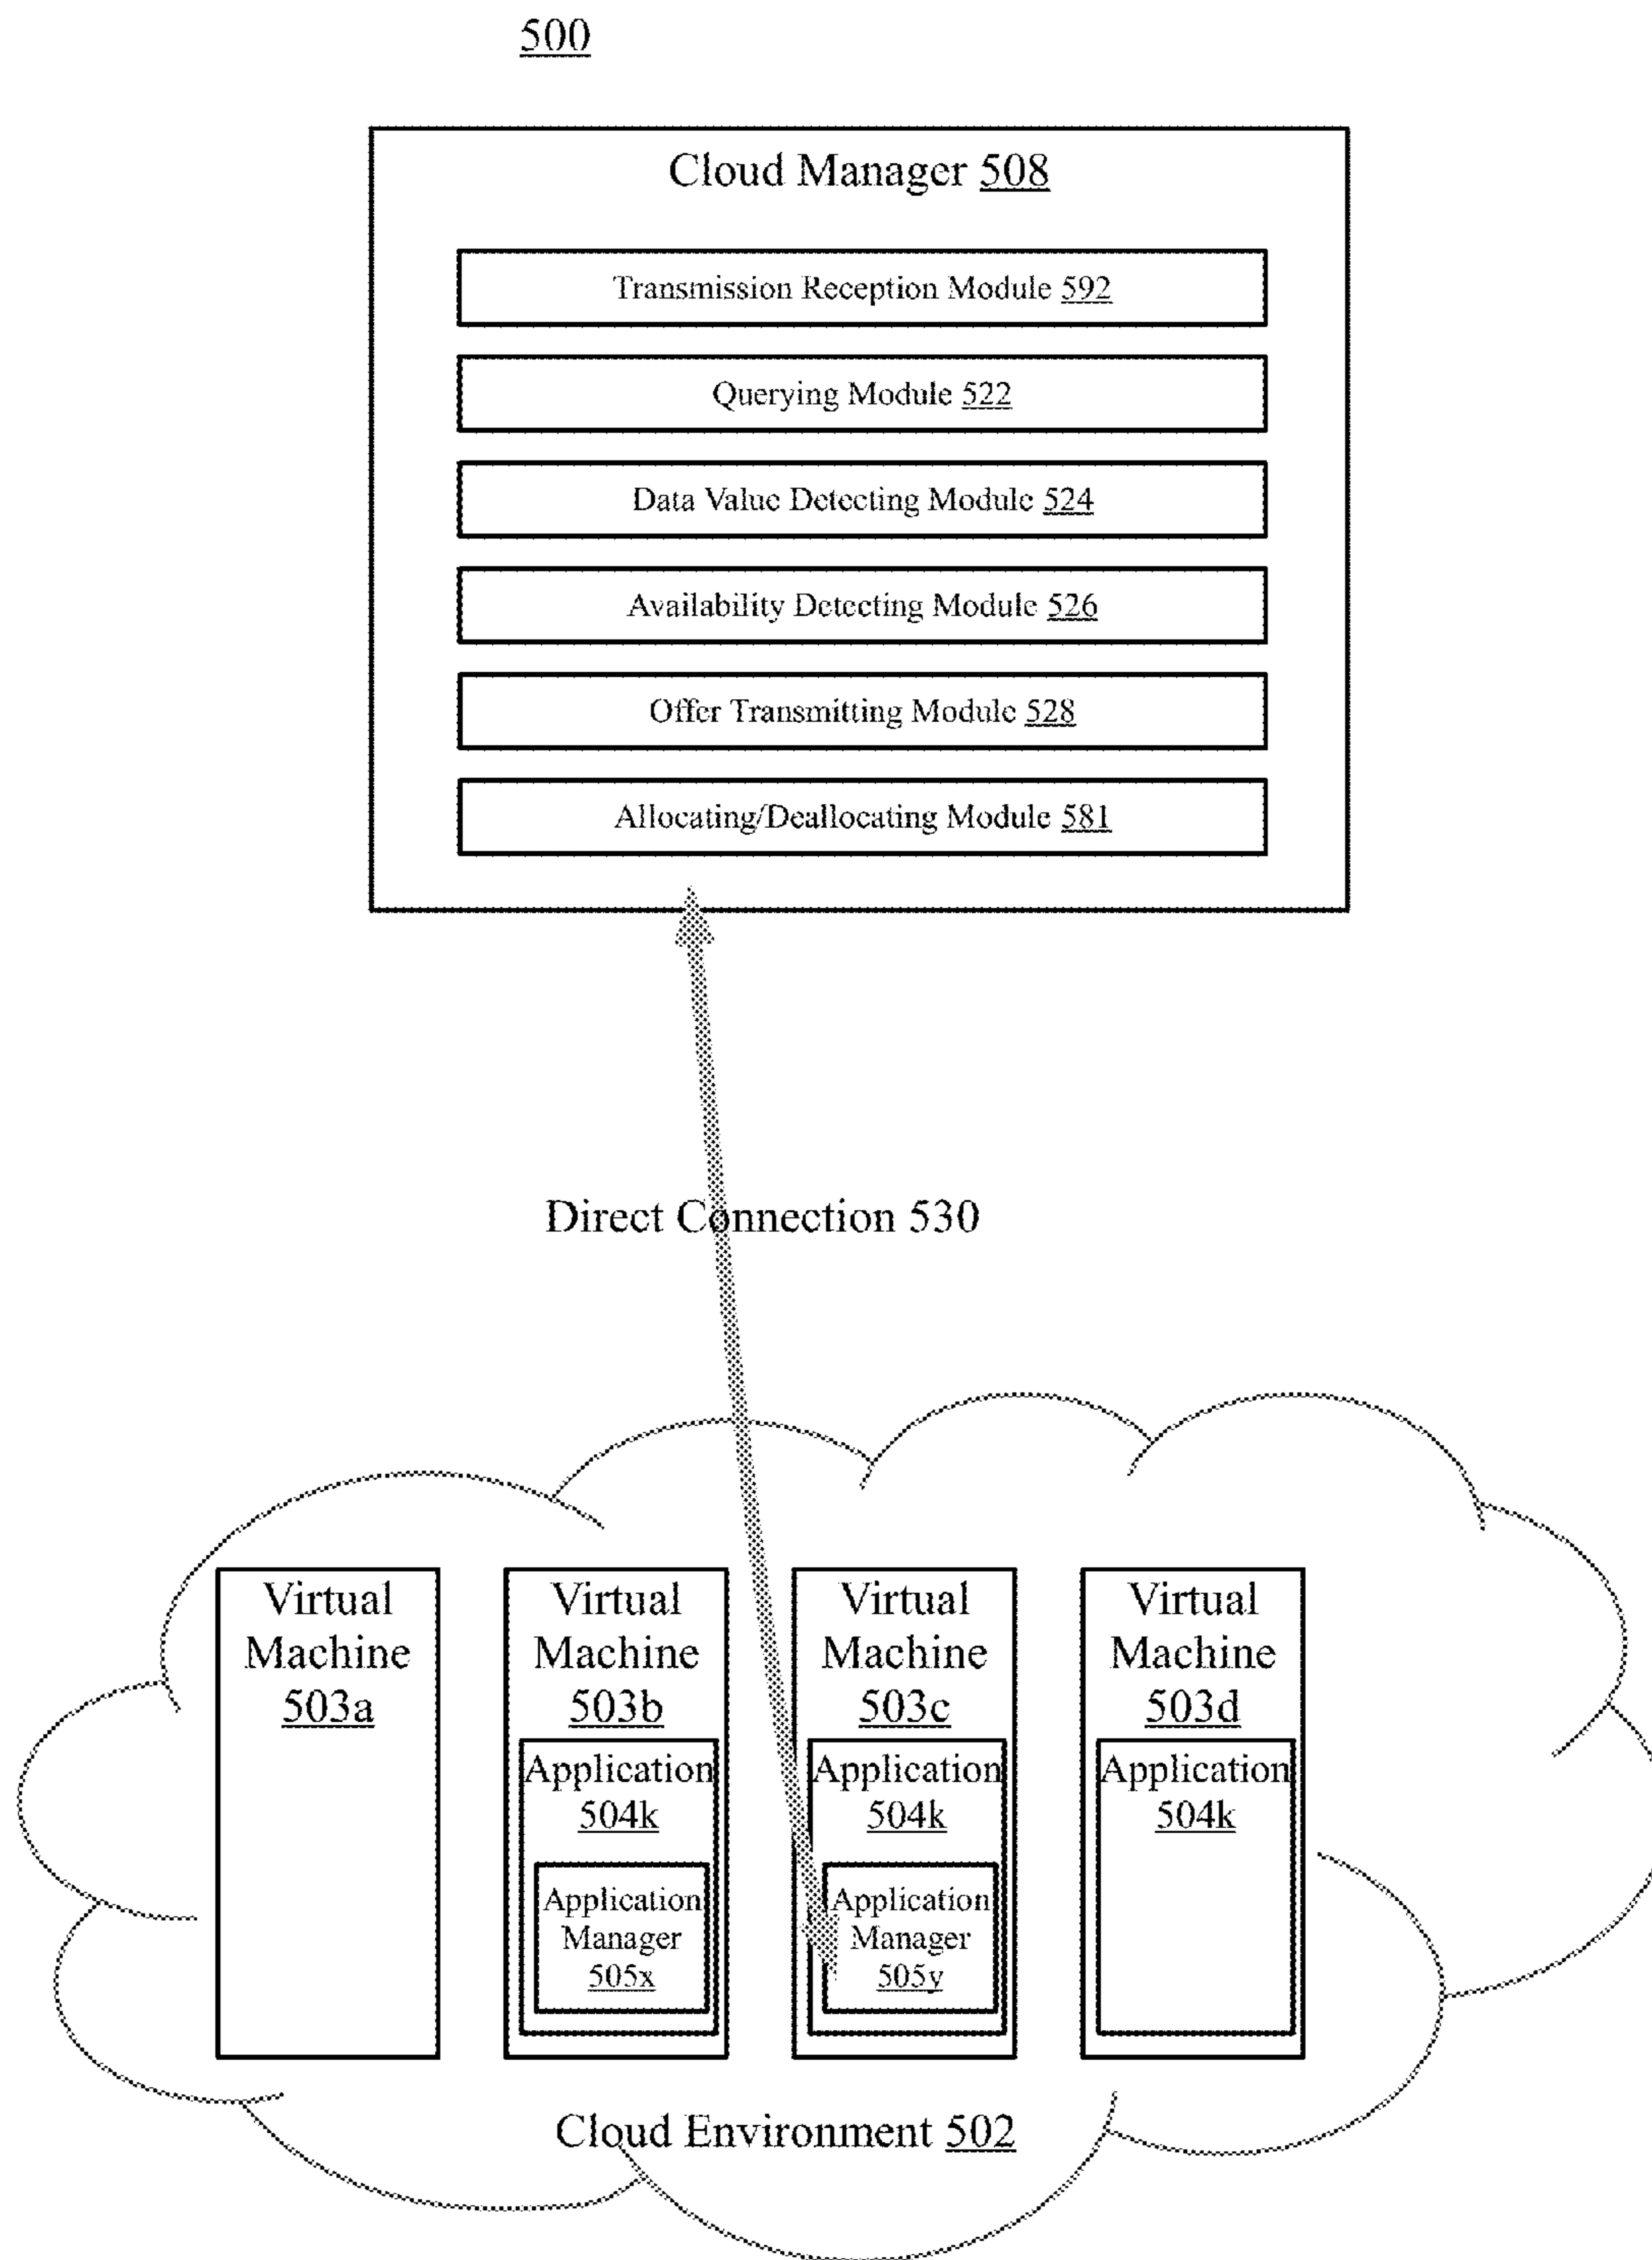 500
Cloud Manager 508
Transmission Reception Module 592
Querying Module 522
Data Value Detecting Module 524
Availability Detecting Module 526
Offer Transmitting Module 528
Allocating/Deallocating Module 581
Direct Connection 530
Virtual
Machine
503a
Virtual
Machine
503b
Application
504k
Application
Manager
505x
Virtual
Machine
503c
Application
504k
Application
Manager
505y
Virtual
Machine
503d
Application
504k
Cloud Environment 502